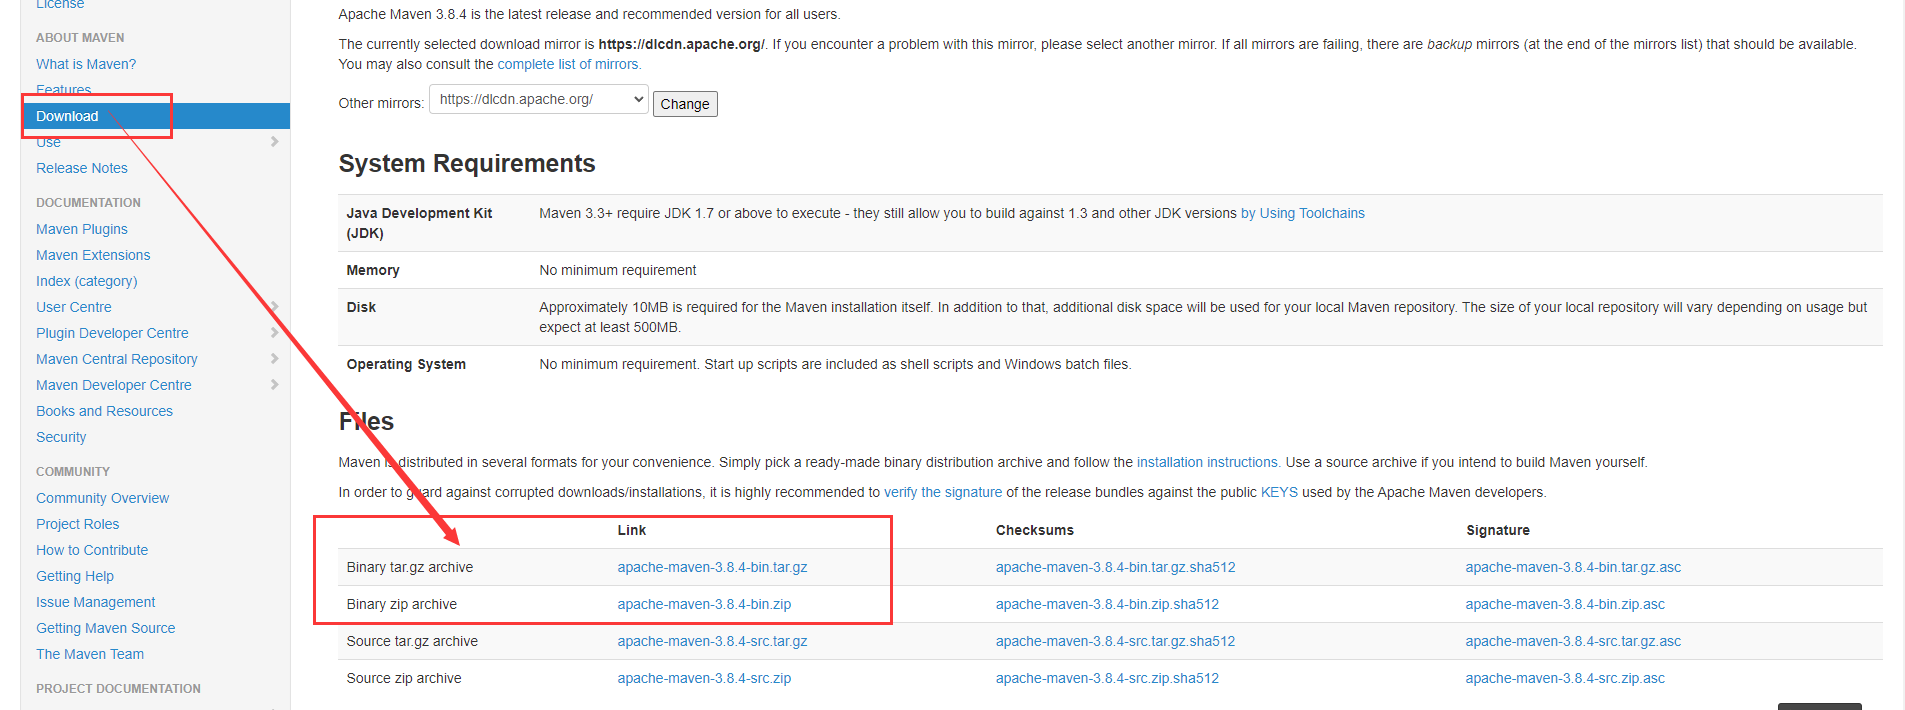 License
ABOUT MAVEN
What is Maven?
Features
Download
Use
Release Notes
DOCUMENTATION
Maven Plugins
Maven Extensions
Index (category)
User Centre
Plugin Developer Centre
Maven Central Repository
Maven Developer Centre
Books and Resources
Security
COMMUNITY
Community Overview
Project Roles
How to Contribute
Getting Help
Issue Management
Getting Maven Source
The Maven Team
PROJECT DOCUMENTATION
Apache Maven 3.8.4 is the latest release and recommended version for all users.
The currently selected download mirror is https://dlcdn.apache.org/. If you encounter a problem with this mirror, please select another mirror. If all mirrors are failing, there are backup mirrors (at the end of the mirrors list) that should be available.
You may also consult the complete list of mirrors.
Other mirrors: https://dlcdn.apache.org/ Change
System Requirements
Java Development Kit (JDK) Maven 3.3+ require JDK 1.7 or above to execute - they still allow you to build against 1.3 and other JDK versions by Using Toolchains
Memory No minimum requirement
Disk Approximately 10MB is required for the Maven installation itself. In addition to that, additional disk space will be used for your local Maven repository. The size of your local repository will vary depending on usage but
expect at least 500MB.
Operating System No minimum requirement. Start up scripts are included as shell scripts and Windows batch files.
Files
Maven is distributed in several formats for your convenience. Simply pick a ready-made binary distribution archive and follow the installation instructions. Use a source archive if you intend to build Maven yourself.
In order to guard against corrupted downloads/installations, it is highly recommended to verify the signature of the release bundles against the public KEYS used by the Apache Maven developers.
Link Checksums Signature
Binary tar.gz archive apache-maven-3.8.4-bin.tar.gz apache-maven-3.8.4-bin.tar.gz.sha512 apache-maven-3.8.4-bin.tar.gz.asc
Binary zip archive apache-maven-3.8.4-bin.zip apache-maven-3.8.4-bin.zip.sha512 apache-maven-3.8.4-bin.zip.asc
Source tar.gz archive apache-maven-3.8.4-src.tar.gz apache-maven-3.8.4-src.tar.gz.sha512 apache-maven-3.8.4-src.tar.gz.asc
Source zip archive apache-maven-3.8.4-src.zip apache-maven-3.8.4-src.zip.sha512 apache-maven-3.8.4-src.zip.asc